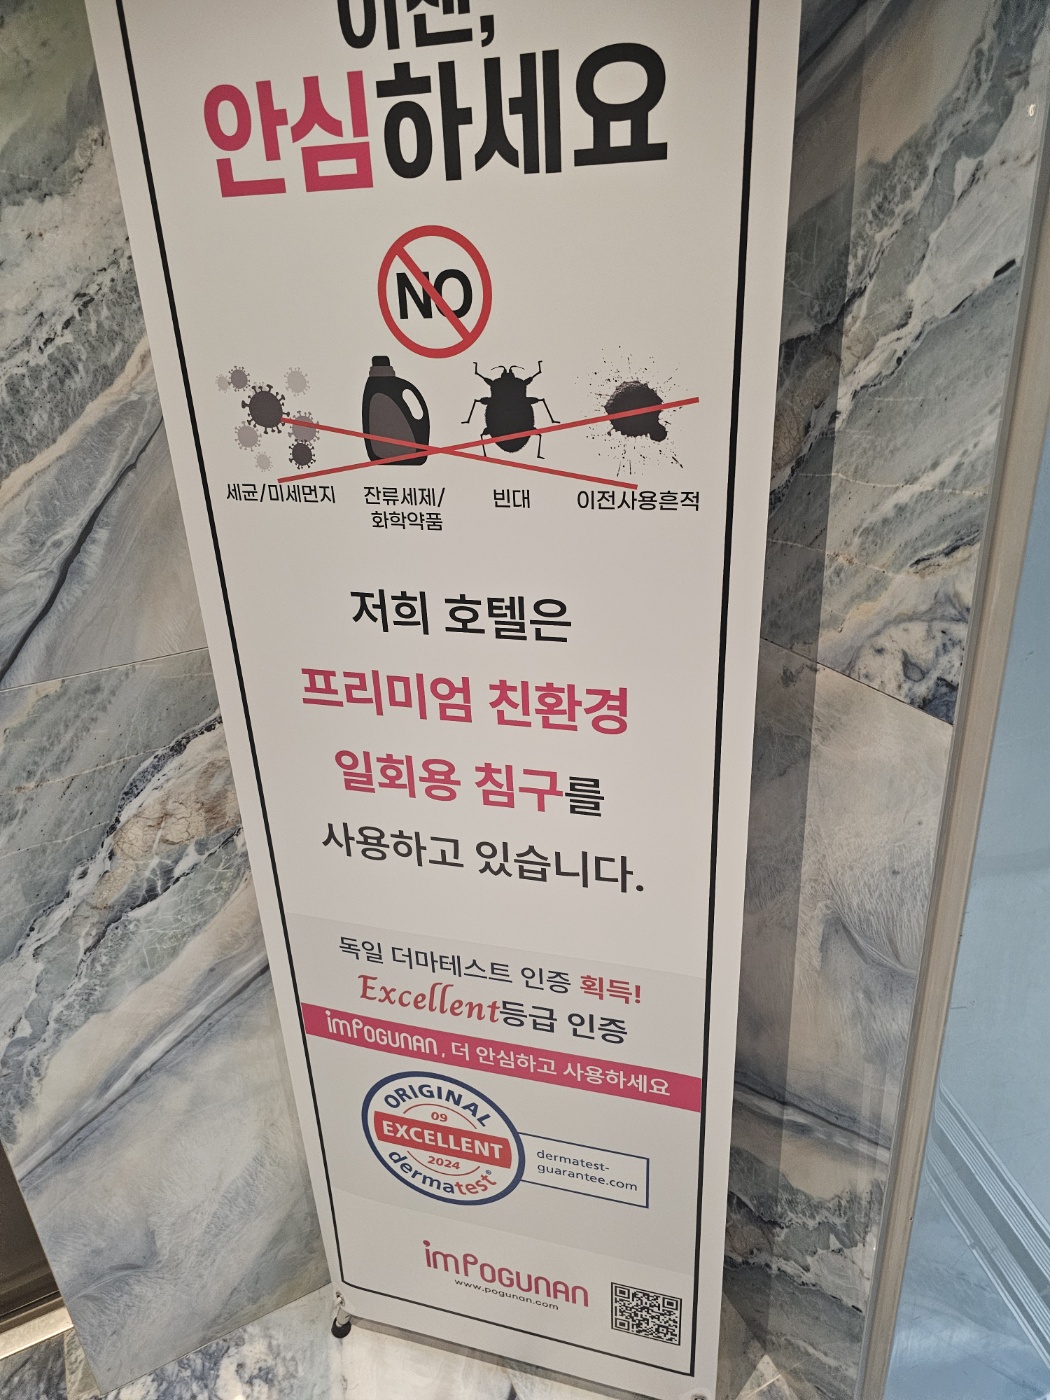 이젠,
안심하세요
NO
세균/미세먼지
잔류세제/
화학약품
빈대
이전사용흔적
저희 호텔은
프리미엄 친환경
일회용 침구를
사용하고 있습니다.
독일 더마테스트 인증 획득!
Excellent등급 인증
imPOGUNAN, 더 안심하고 사용하세요
ORIGINAL
09
EXCELLENT
2024
dermatest®
dermatest-
guarantee.com
imPOGUNAN
www.pogunan.com